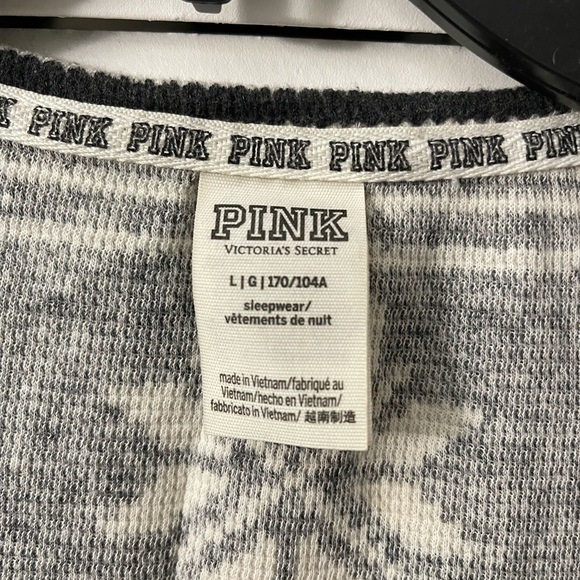 PINK PINK PINK PINK PINK PINK
PINK
VICTORIA'S SECRET
L | G | 170/104A
sleepwear/
vêtements de nuit
made in Vietnam/fabriqué au
Vietnam/hecho en Vietnam/
fabbricato in Vietnam/ 越南制造